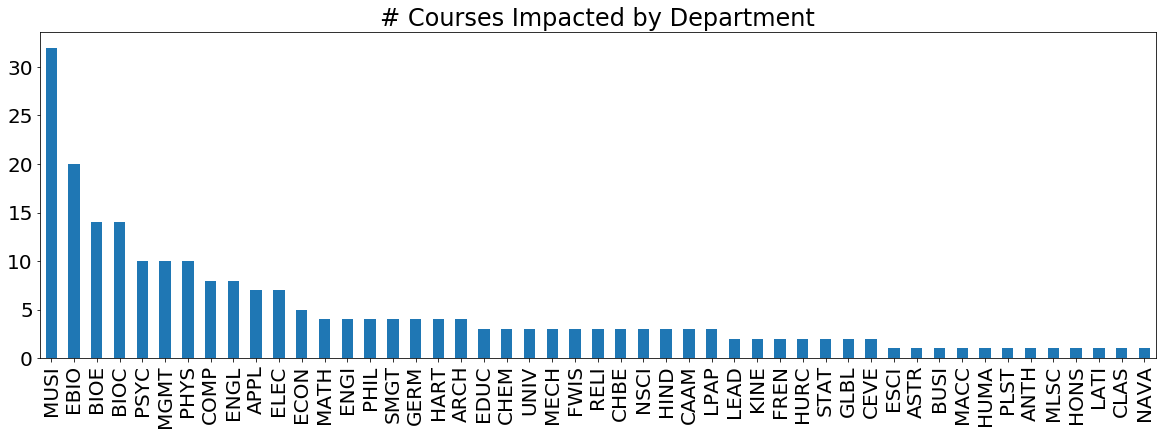 # Courses Impacted by Department
30
25
20
15
10
5
0
MUSI
EBIO
BIOE
BIOC
PSYC
MGMT
PHYS
COMP
ENGL
APPL
ELEC
ECON
MATH
ENGI
PHIL
SMGT
GERM
HART
ARCH
EDUC
CHEM
UNIV
MECH
FWIS
RELI
CHBE
NSCI
HIND
CAAM
LPAP
LEAD
KINE
FREN
HURC
STAT
GLBL
CEVE
ESCI
ASTR
BUSI
MACC
HUMA
PLST
ANTH
MLSC
HONS
LATI
CLAS
NAVA